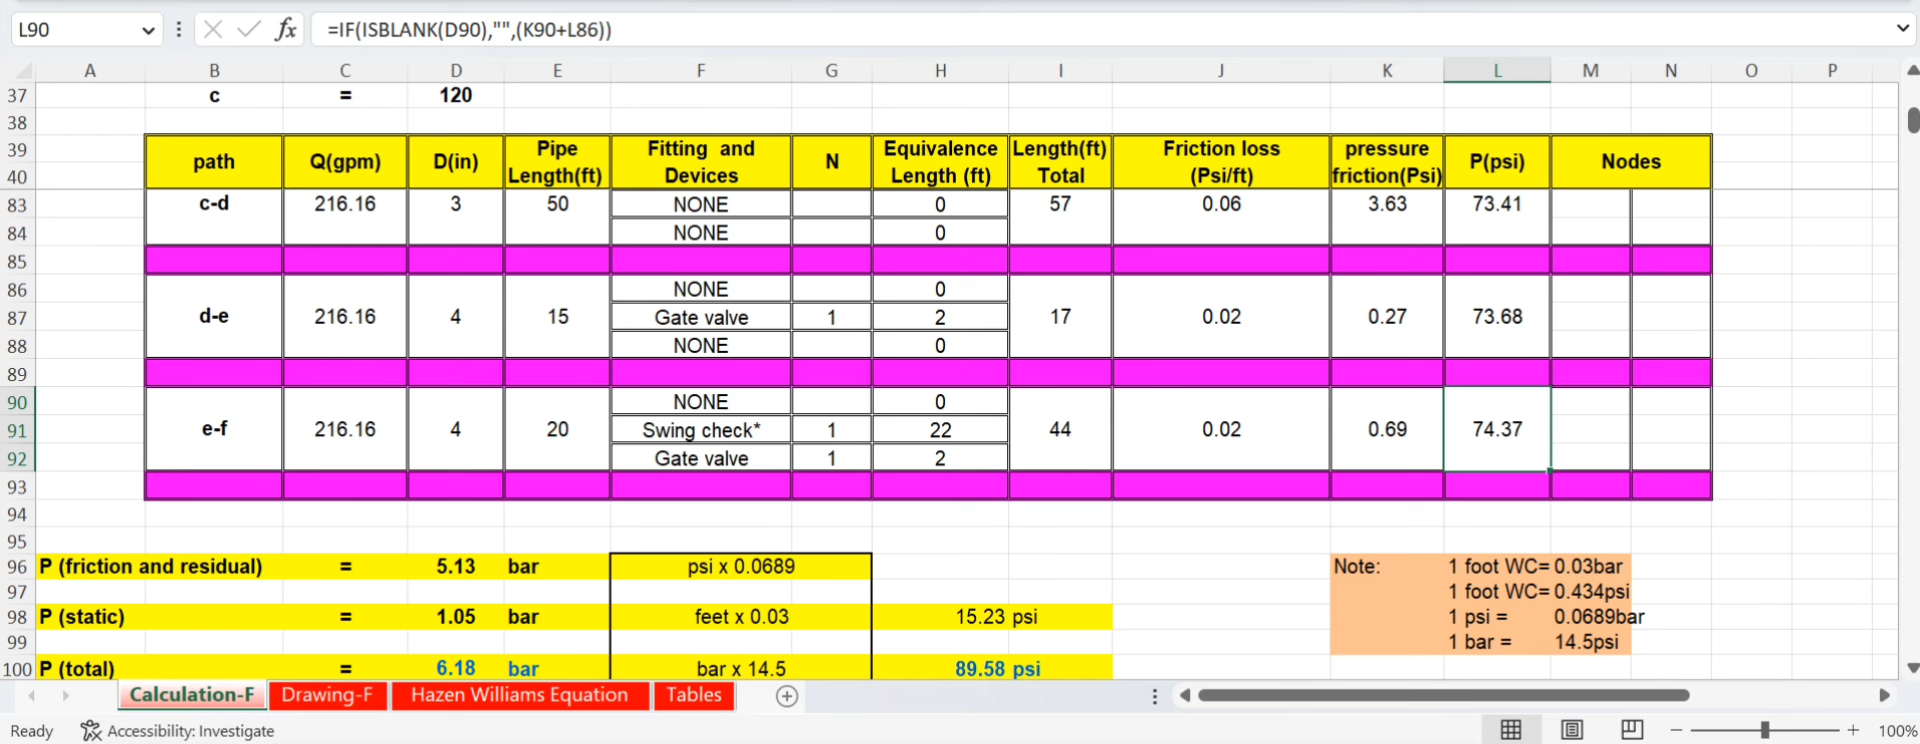 L90 fx =IF(ISBLANK(D90),"",(K90+L86))
A B C D E F G H I J K L M N O P
37 c = 120
38
39 path Q(gpm) D(in) Pipe Fitting and N Equivalence Length(ft) Friction loss pressure P(psi) Nodes
40 Length(ft) Devices Length (ft) Total (Psi/ft) friction(Psi)
83 c-d 216.16 3 50 NONE 0 57 0.06 3.63 73.41
84 NONE 0
85
86 NONE 0
87 d-e 216.16 4 15 Gate valve 1 2 17 0.02 0.27 73.68
88 NONE 0
89
90 NONE 0
91 e-f 216.16 4 20 Swing check* 1 22 44 0.02 0.69 74.37
92 Gate valve 1 2
93
94
95
96 P (friction and residual) = 5.13 bar psi x 0.0689 Note: 1 foot WC= 0.03bar
97 1 foot WC= 0.434psi
98 P (static) = 1.05 bar feet x 0.03 15.23 psi 1 psi = 0.0689bar
99 1 bar = 14.5psi
100 P (total) = 6.18 bar bar x 14.5 89.58 psi
Calculation-F Drawing-F Hazen Williams Equation Tables
Ready Accessibility: Investigate 100%